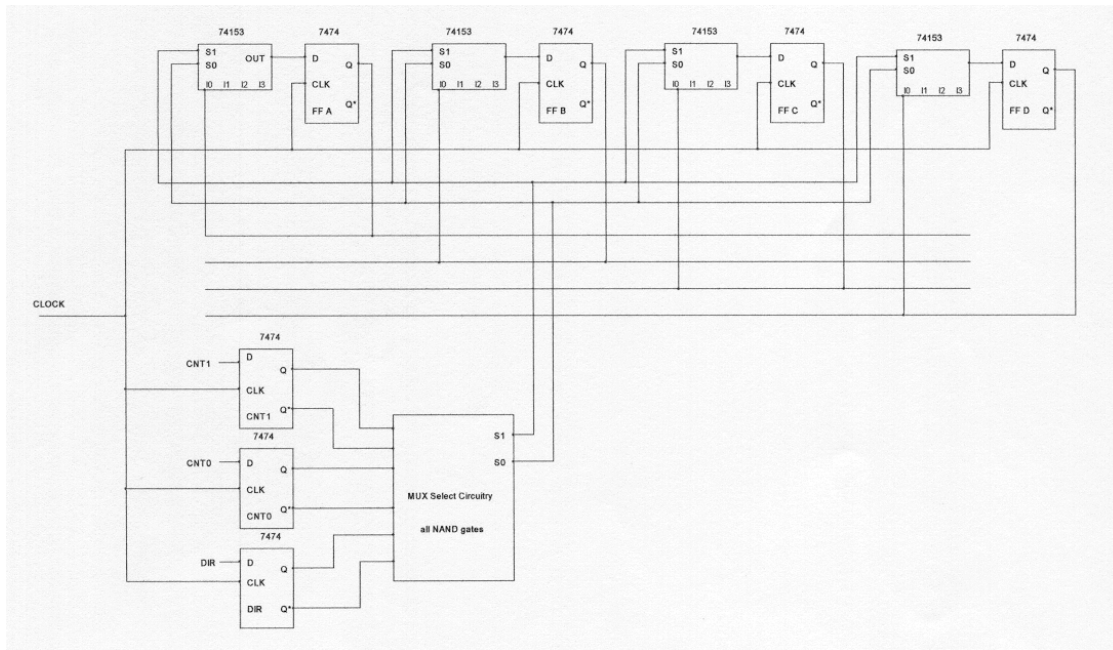 74153
7474
74153
7474
74153
7474
74153
7474
S1
OUT
S0
I0 I1 I2 I3
D
Q
CLK
Q*
FF A
S1
S0
I0 I1 I2 I3
D
Q
CLK
Q*
FF B
S1
S0
I0 I1 I2 I3
D
Q
CLK
Q*
FF C
S1
S0
I0 I1 I2 I3
D
Q
CLK
FF D Q*
CLOCK
7474
CNT1
D
Q
CLK
Q*
CNT1
7474
CNT0
D
Q
CLK
Q*
CNT0
7474
DIR
D
Q
CLK
DIR Q*
S1
S0
MUX Select Circuitry
all NAND gates